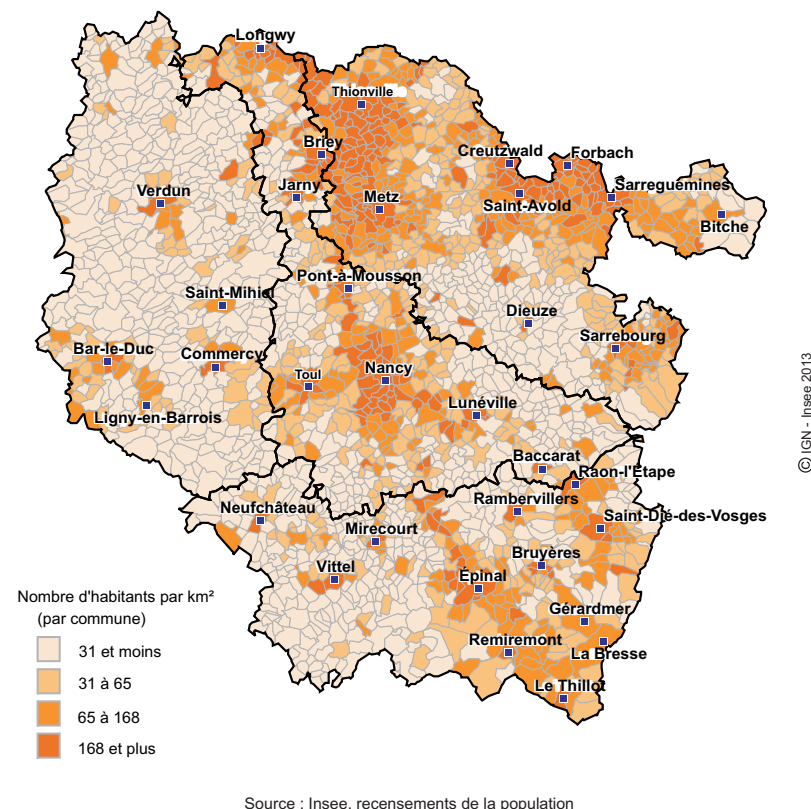 Longwy
Thionville
Briey
Creutzwald
Forbach
Jarny
Metz
Saint-Avold
Sarreguemines
Verdun
Bitche
Pont-à-Mousson
Saint-Mihiel
Dieuze
Sarrebourg
Bar-le-Duc
Commercy
Nancy
Toul
Ligny-en-Barrois
Lunéville
Baccarat
Raon-l'Etape
Rambervillers
Neufchâteau
Saint-Dié-des-Vosges
Mirecourt
Bruyères
Vittel
Épinal
Gérardmer
Remiremont
La Bresse
Le Thillot
Nombre d'habitants par km²
(par commune)
31 et moins
31 à 65
65 à 168
168 et plus
© IGN - Insee 2013
Source : Insee, recensements de la population